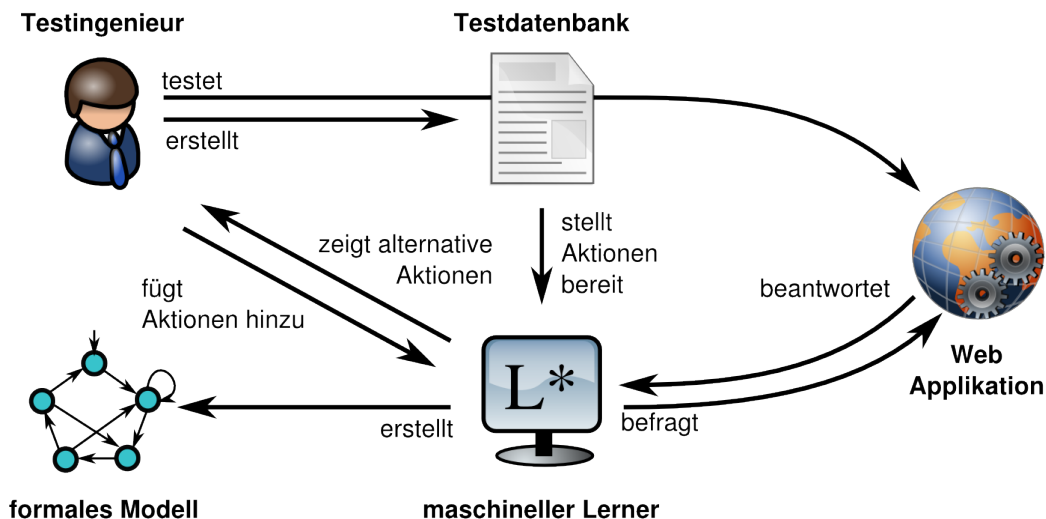 Testingenieur
Testdatenbank
testet
erstellt
zeigt alternative
Aktionen
stellt
Aktionen
bereit
fügt
Aktionen hinzu
beantwortet
Web
Applikation
L*
erstellt
befragt
formales Modell
maschineller Lerner